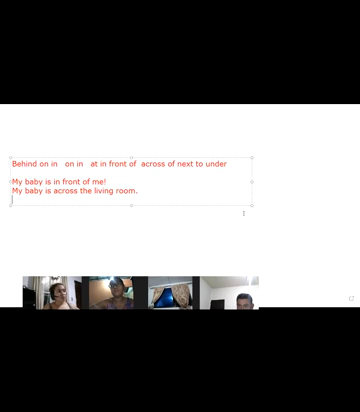 Behind on in on in at in front of across of next to under
My baby is in front of me!
My baby is across the living room.